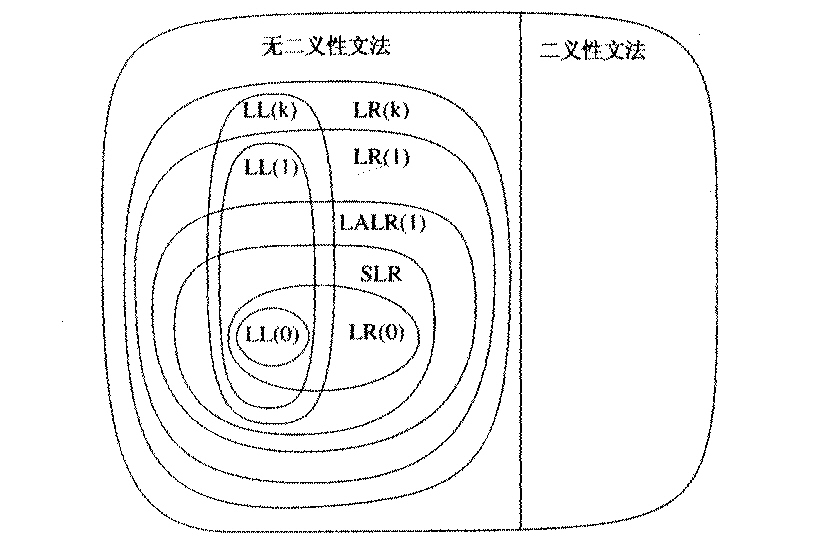 无二义性文法
二义性文法
LL(k)
LR(k)
LL(1)
LR(1)
LALR(1)
SLR
LL(0)
LR(0)